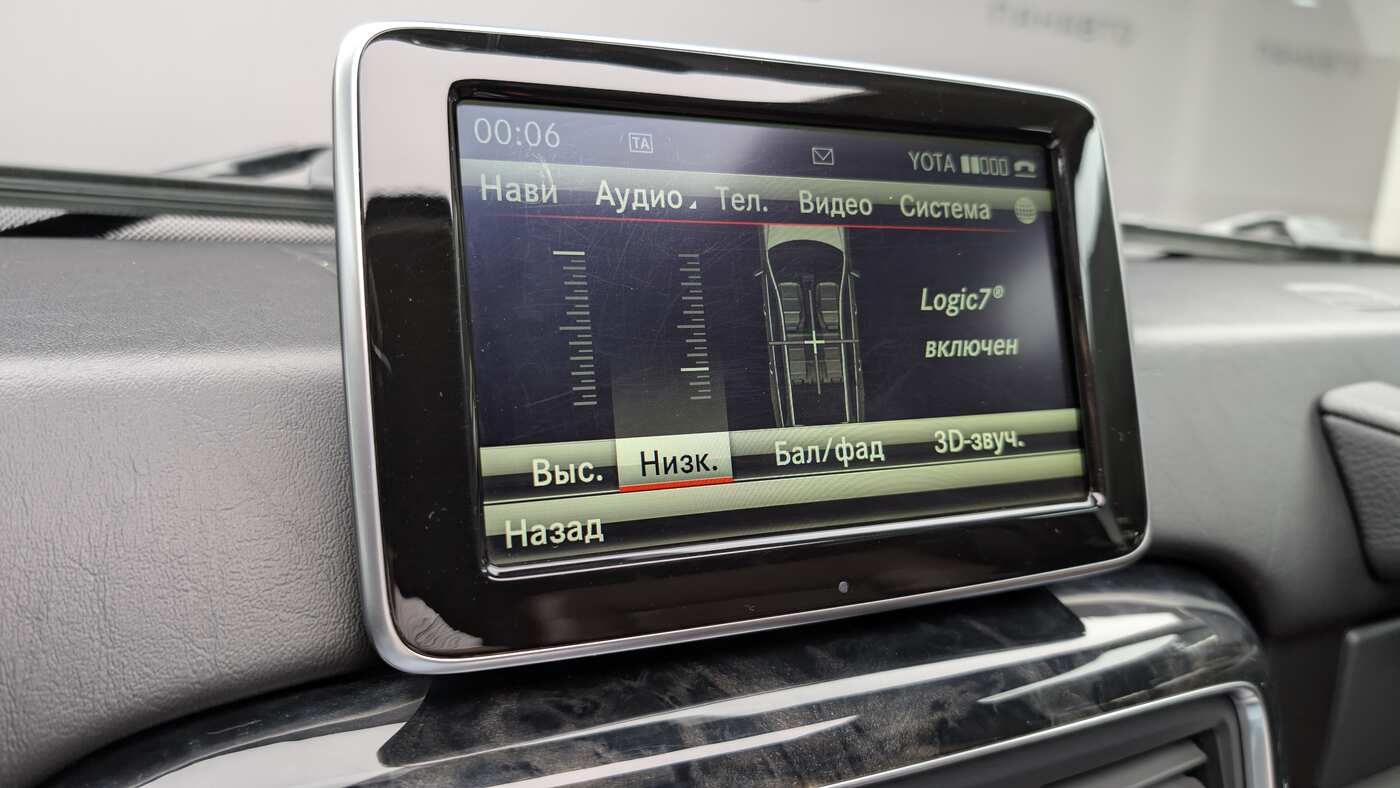 00:06 TA YOTA
Нави Аудио Тел. Видео Система
Logic7®
включен
Выс. Низк. Бал/фад 3D-звуч.
Назад